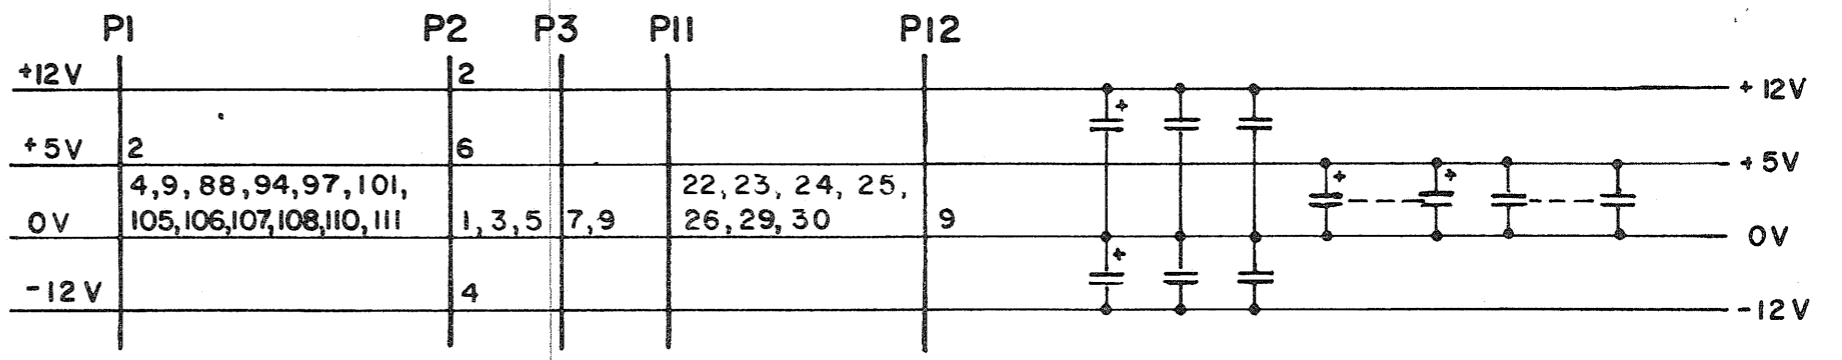 P1 P2 P3 P11 P12
+12V 2 + +12V
+5V 2 6 +5V
4,9,88,94,97,101, 22,23,24,25, + +
0V 105,106,107,108,110,111 1,3,5 7,9 26,29,30 9 0V
+
-12V 4 -12V